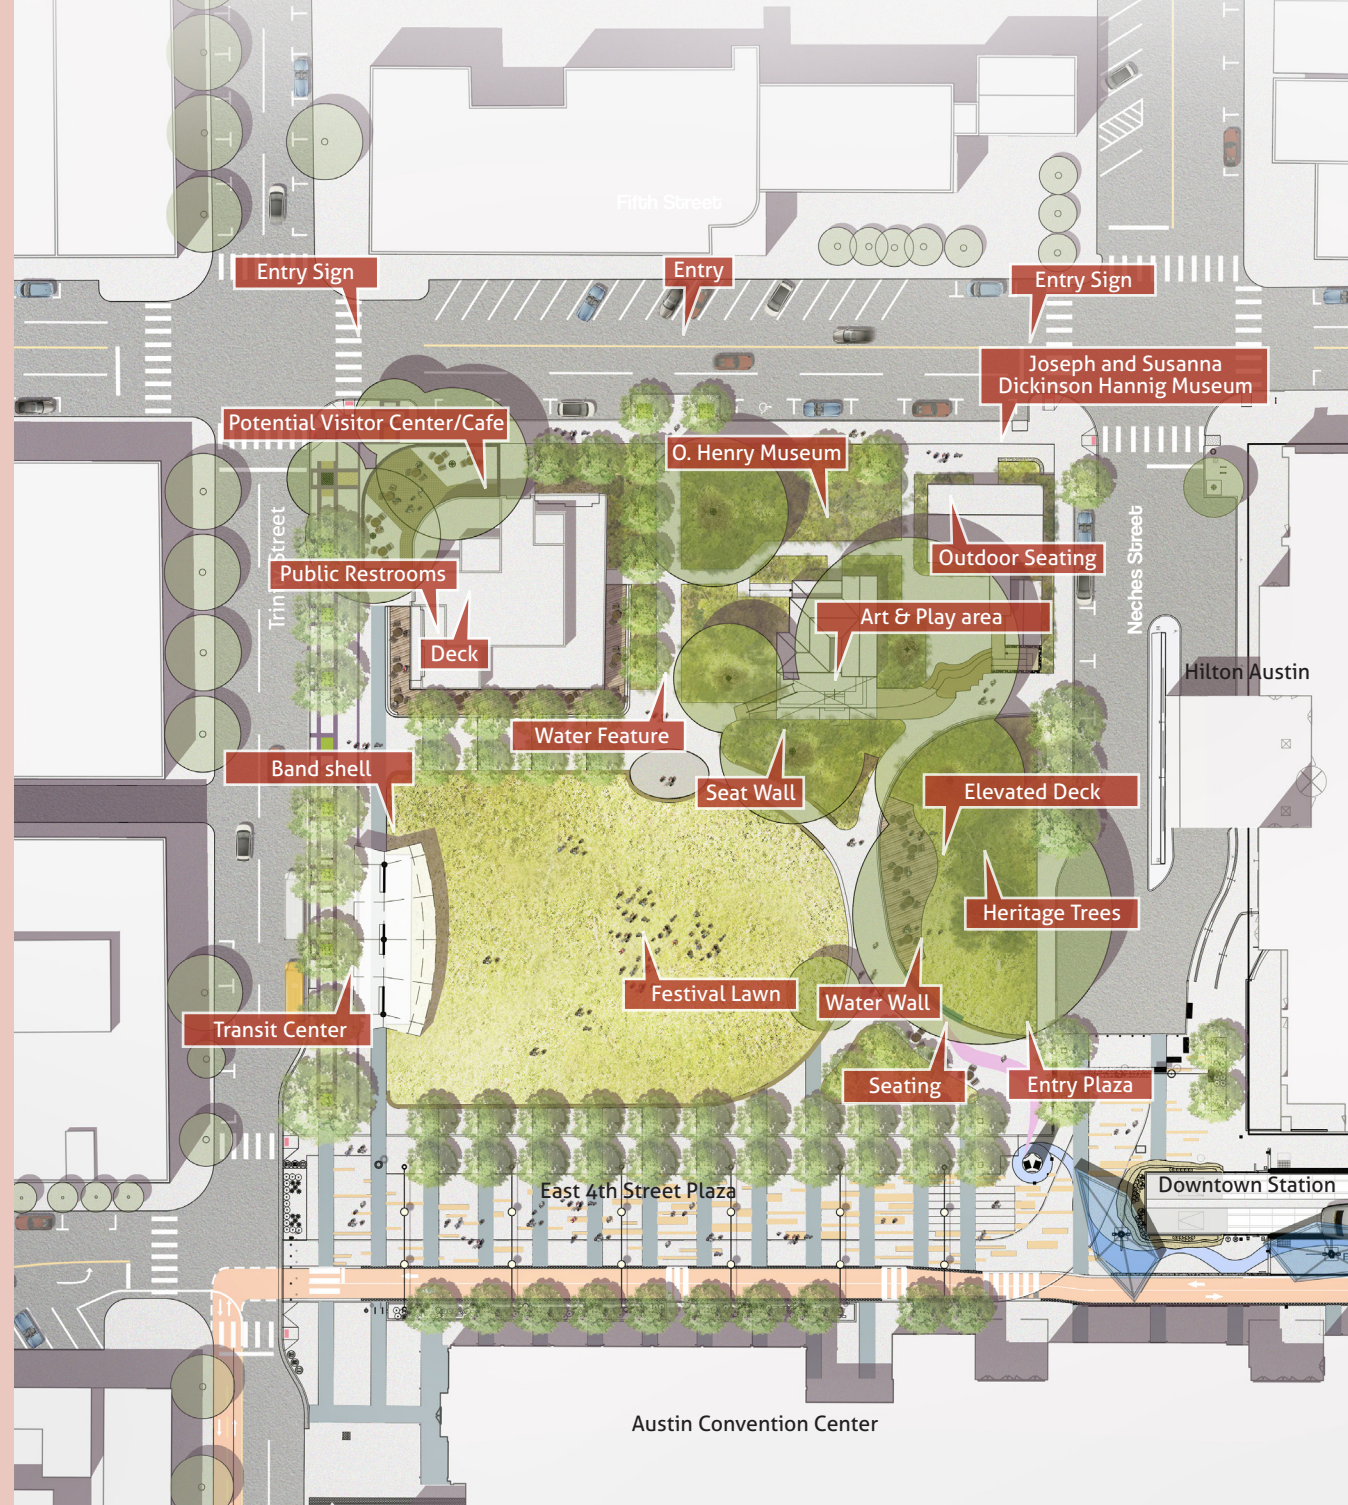 Fifth Street
Entry Sign
Entry
Entry Sign
Joseph and Susanna
Dickinson Hannig Museum
Potential Visitor Center/Cafe
O. Henry Museum
Trinity Street
Neches Street
Outdoor Seating
Public Restrooms
Art & Play area
Deck
Hilton Austin
Water Feature
Band shell
Seat Wall
Elevated Deck
Heritage Trees
Festival Lawn
Water Wall
Transit Center
Seating
Entry Plaza
East 4th Street Plaza
Downtown Station
Austin Convention Center